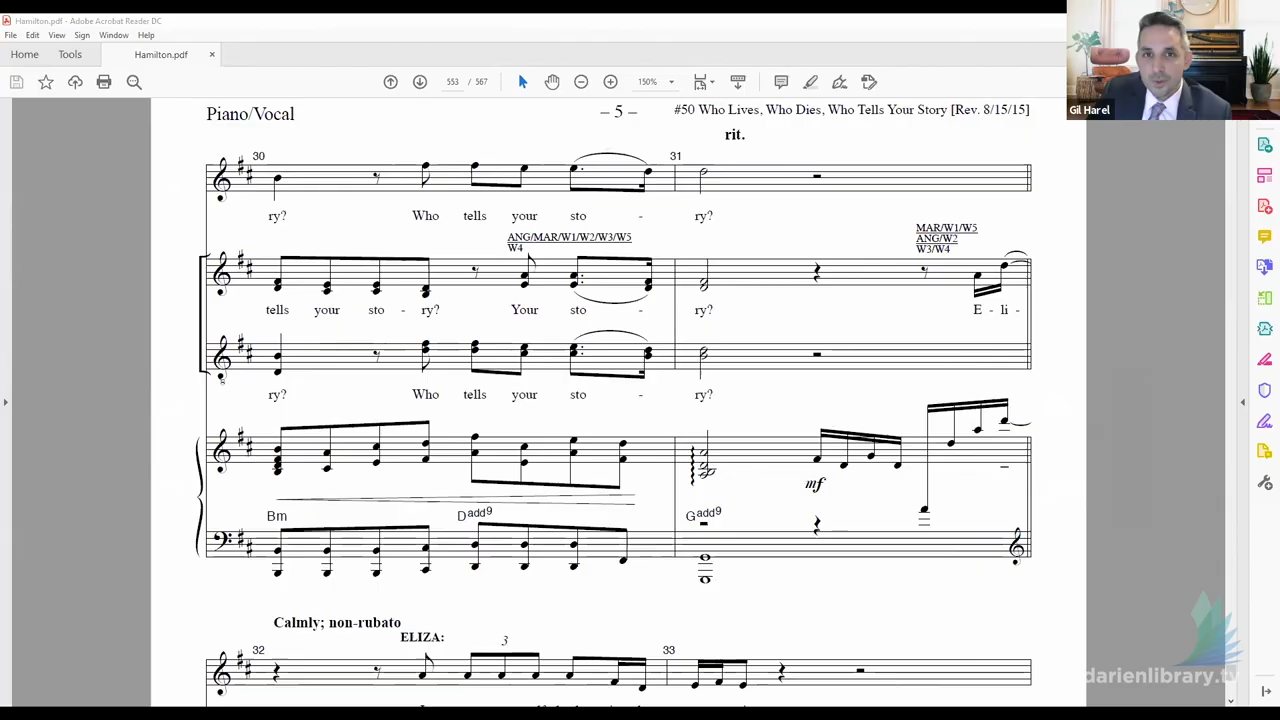 Hamilton.pdf - Adobe Acrobat Reader DC
File Edit View Sign Window Help
Home Tools Hamilton.pdf ×
553 / 567 150%
Gil Harel
Piano/Vocal – 5 – #50 Who Lives, Who Dies, Who Tells Your Story [Rev. 8/15/15]
rit.
30 31
ry? Who tells your sto - ry?
ANG/MAR/W1/W2/W3/W5
W4
MAR/W1/W5
ANG/W2
W3/W4
tells your sto - ry? Your sto - ry? E - li -
ry? Who tells your sto - ry?
mf
Bm Dadd9 Gadd9
Calmly; non-rubato
ELIZA:
32 3 33
darienlibrary.tv